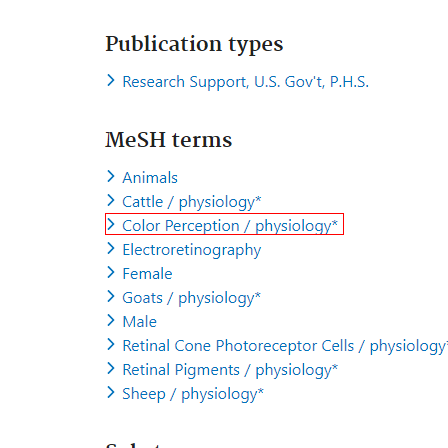 Publication types
Research Support, U.S. Gov't, P.H.S.
MeSH terms
Animals
Cattle / physiology*
Color Perception / physiology*
Electroretinography
Female
Goats / physiology*
Male
Retinal Cone Photoreceptor Cells / physiology*
Retinal Pigments / physiology*
Sheep / physiology*